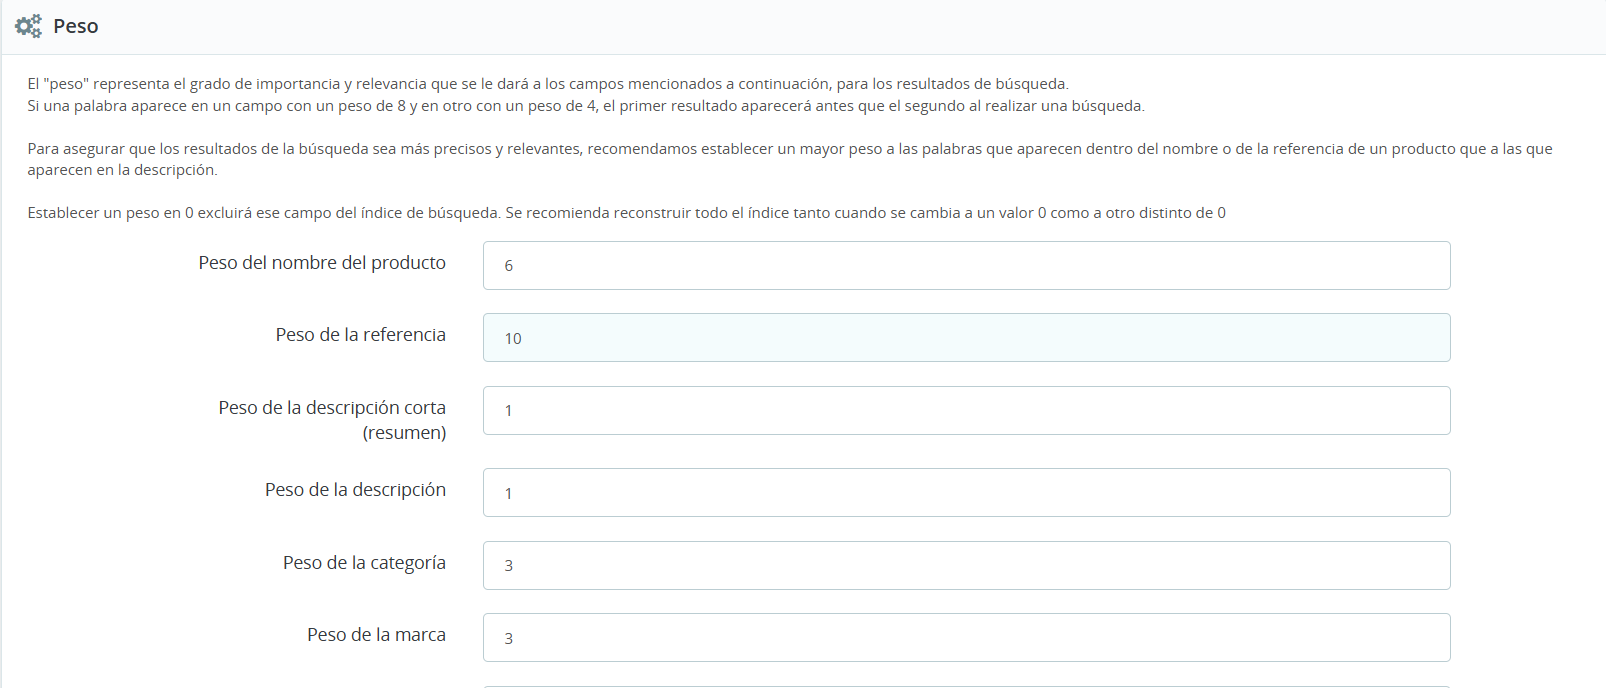 Peso
El "peso" representa el grado de importancia y relevancia que se le dará a los campos mencionados a continuación, para los resultados de búsqueda.
Si una palabra aparece en un campo con un peso de 8 y en otro con un peso de 4, el primer resultado aparecerá antes que el segundo al realizar una búsqueda.
Para asegurar que los resultados de la búsqueda sea más precisos y relevantes, recomendamos establecer un mayor peso a las palabras que aparecen dentro del nombre o de la referencia de un producto que a las que
aparecen en la descripción.
Establecer un peso en 0 excluirá ese campo del índice de búsqueda. Se recomienda reconstruir todo el índice tanto cuando se cambia a un valor 0 como a otro distinto de 0
Peso del nombre del producto
6
Peso de la referencia
10
Peso de la descripción corta
(resumen)
1
Peso de la descripción
1
Peso de la categoría
3
Peso de la marca
3